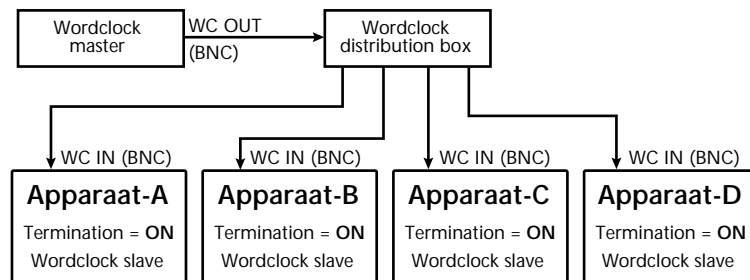 Wordclock
master
WC OUT
(BNC)
Wordclock
distribution box
WC IN (BNC)
WC IN (BNC)
WC IN (BNC)
WC IN (BNC)
Apparaat-A
Termination = ON
Wordclock slave
Apparaat-B
Termination = ON
Wordclock slave
Apparaat-C
Termination = ON
Wordclock slave
Apparaat-D
Termination = ON
Wordclock slave